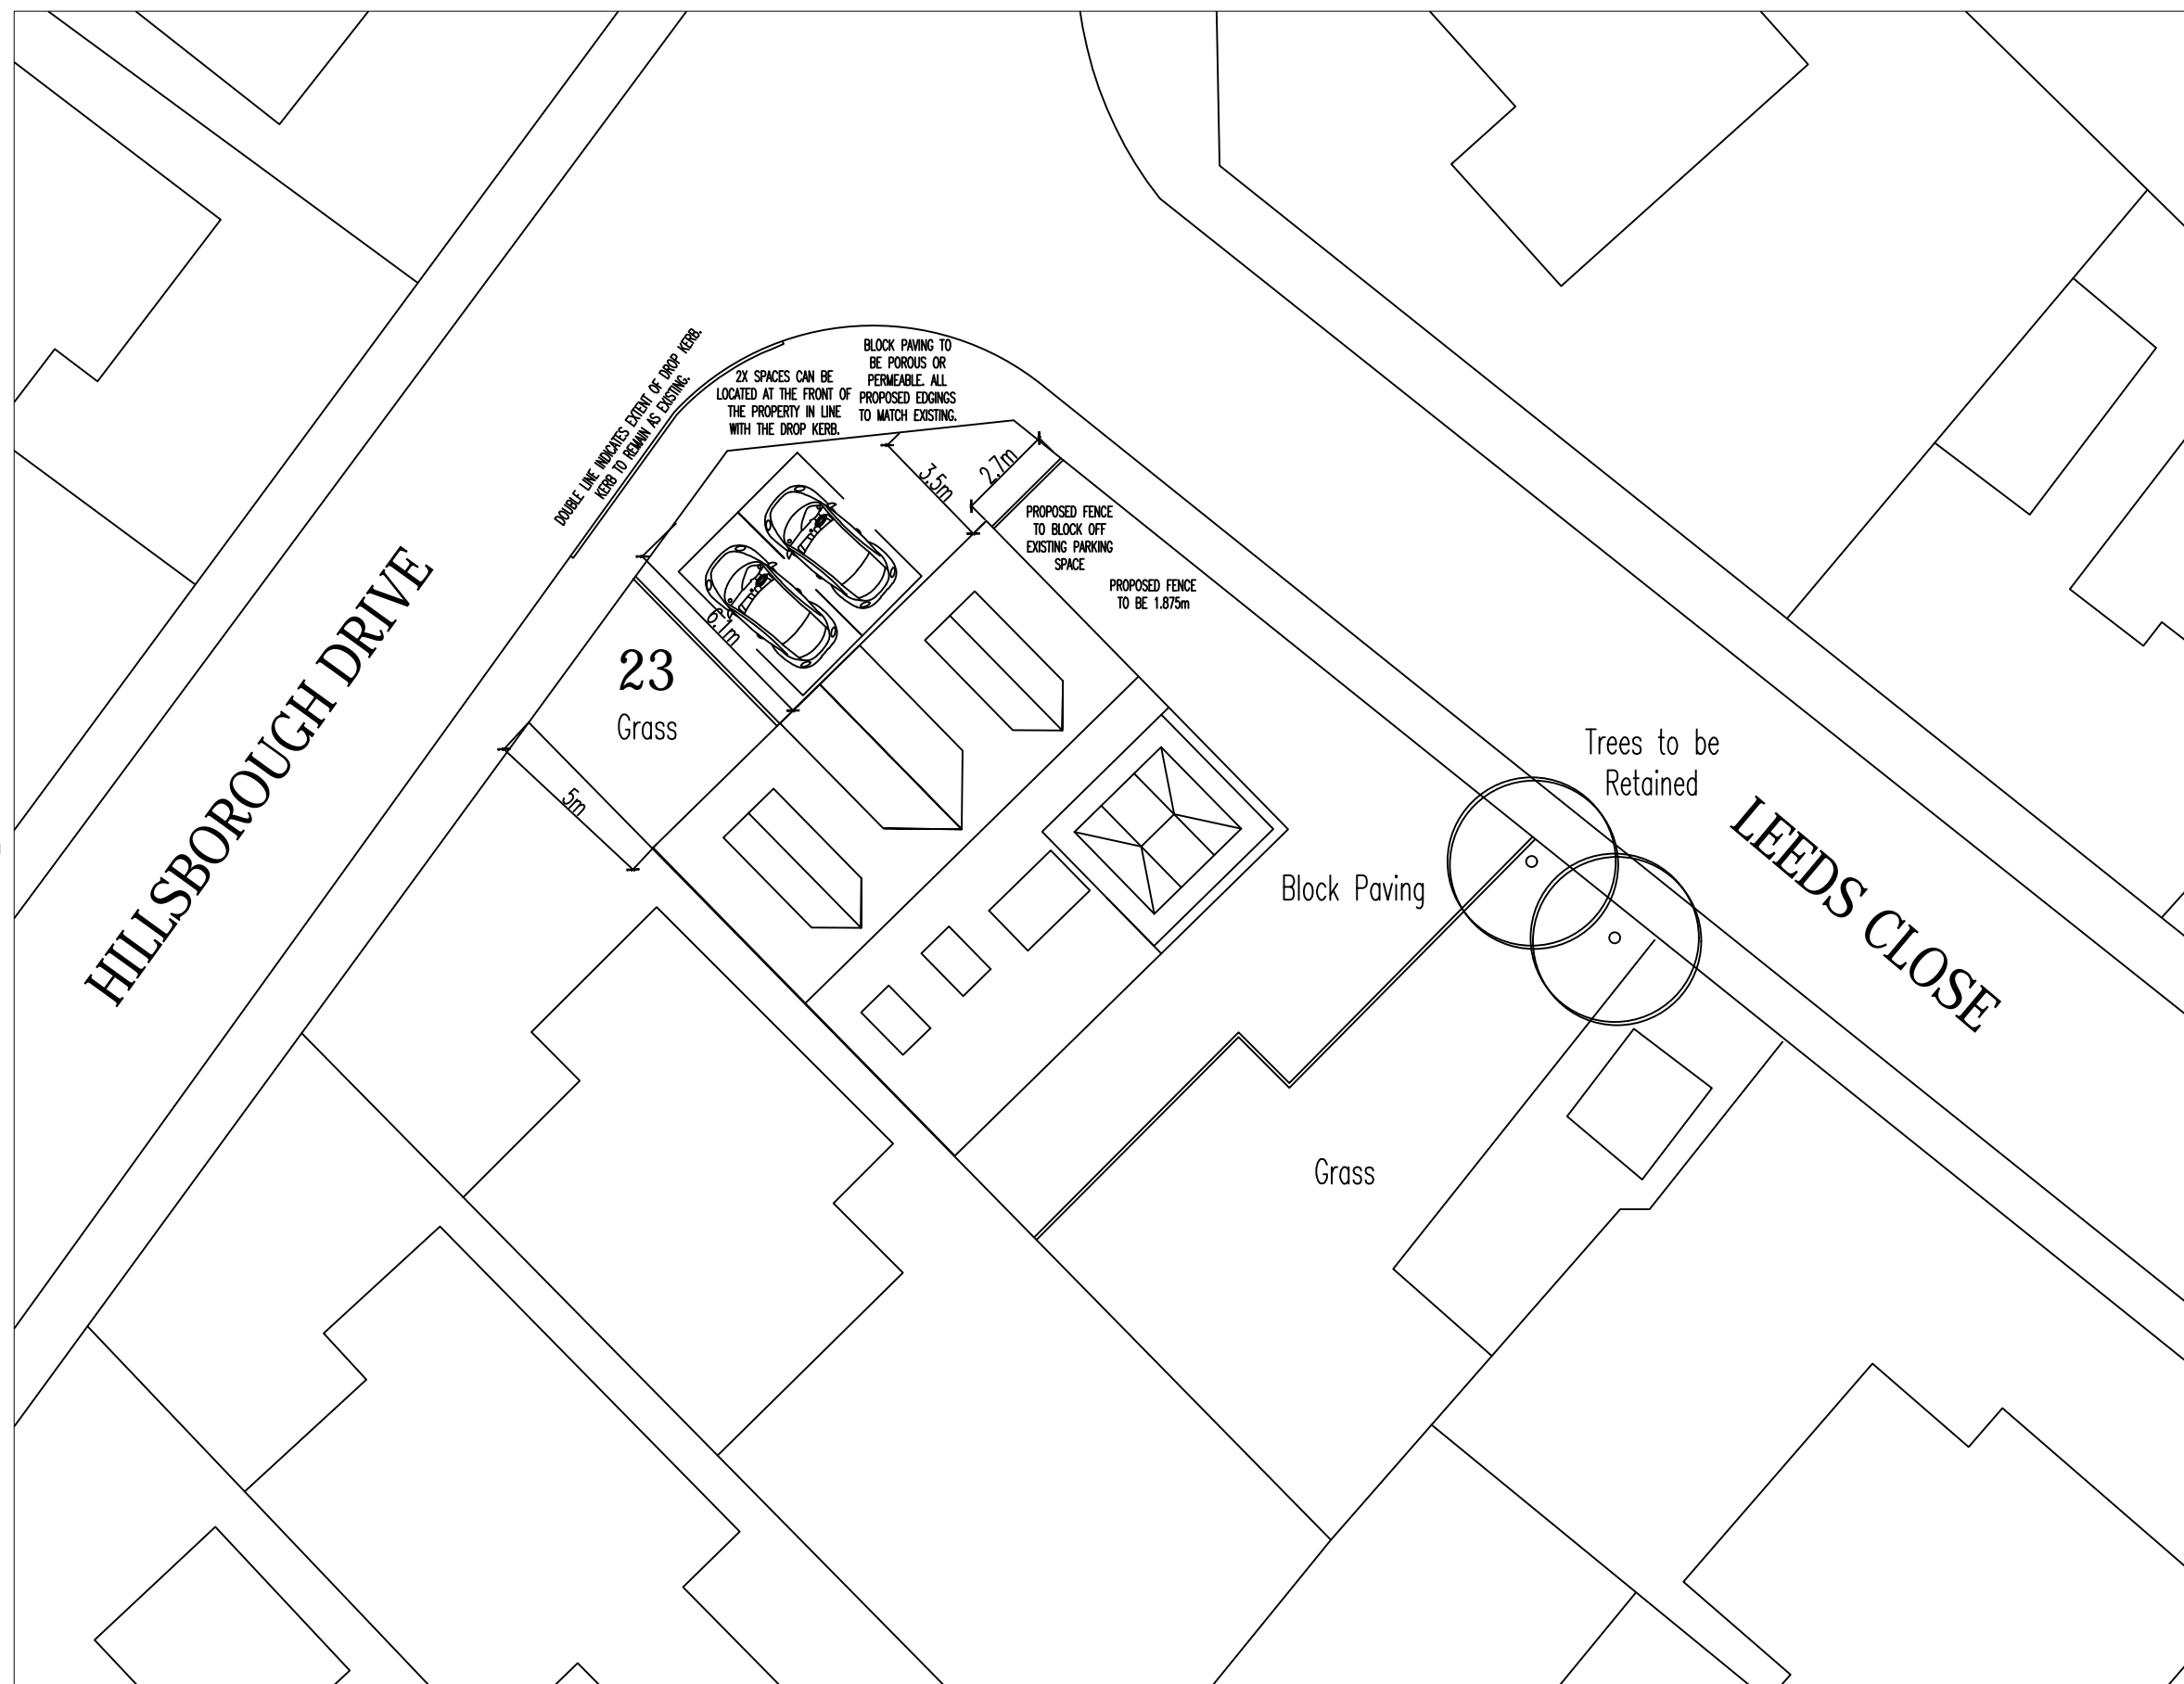 DOUBLE LINE INDICATES EXTENT OF DROP KERB.
KERB TO REMAIN AS EXISTING.
2X SPACES CAN BE
LOCATED AT THE FRONT OF
THE PROPERTY IN LINE
WITH THE DROP KERB.
BLOCK PAVING TO
BE POROUS OR
PERMEABLE. ALL
PROPOSED EDGINGS
TO MATCH EXISTING.
3.5m
2.7m
PROPOSED FENCE
TO BLOCK OFF
EXISTING PARKING
SPACE
PROPOSED FENCE
TO BE 1.875m
6.1m
23
Grass
5m
HILLSBOROUGH DRIVE
Trees to be
Retained
LEEDS CLOSE
Block Paving
Grass